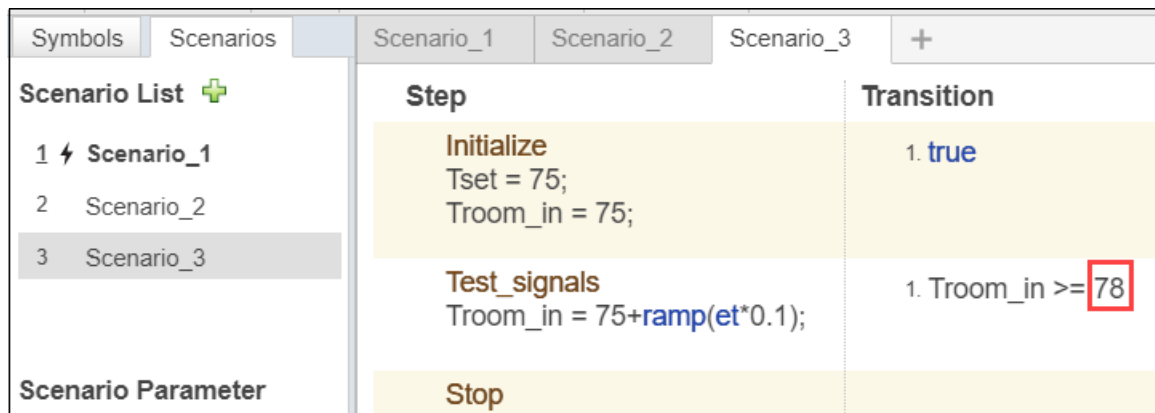 Symbols Scenarios
Scenario_1 Scenario_2 Scenario_3 +
Scenario List
1 Scenario_1
2 Scenario_2
3 Scenario_3
Scenario Parameter
Step Transition
Initialize 1. true
Tset = 75;
Troom_in = 75;
Test_signals 1. Troom_in >= 78
Troom_in = 75+ramp(et*0.1);
Stop